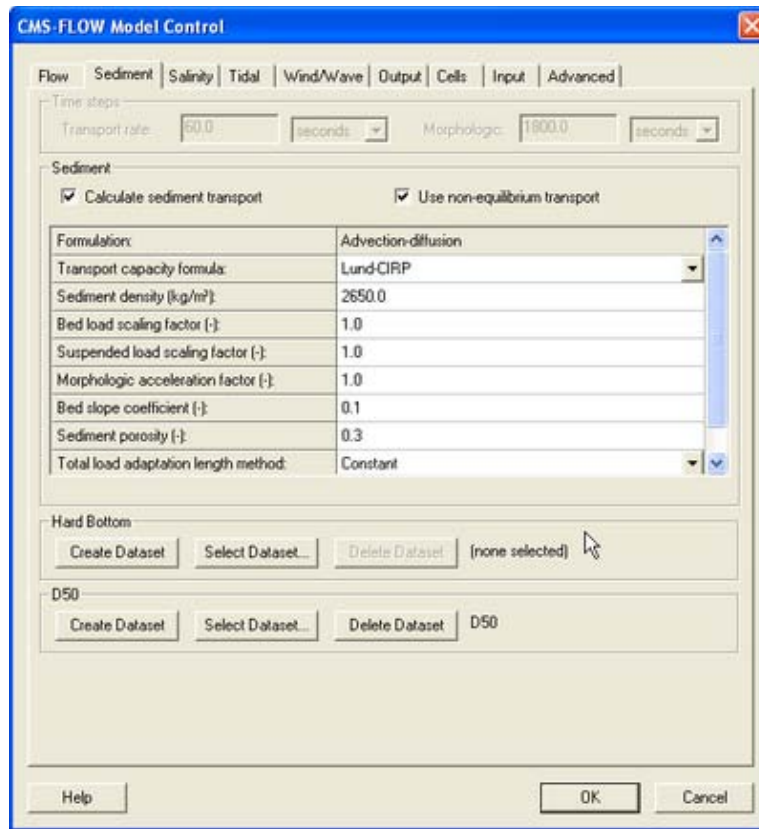 CMS-FLOW Model Control
Flow Sediment Salinity Tidal Wind/Wave Output Cells Input Advanced
Time steps
Transport rate: 60.0 seconds Morphologic: 1800.0 seconds
Sediment
Calculate sediment transport Use non-equilibrium transport
Formulation: Advection-diffusion
Transport capacity formula: Lund-CIRP
Sediment density (kg/m³): 2650.0
Bed load scaling factor (-): 1.0
Suspended load scaling factor (-): 1.0
Morphologic acceleration factor (-): 1.0
Bed slope coefficient (-): 0.1
Sediment porosity (-): 0.3
Total load adaptation length method: Constant
Hard Bottom
Create Dataset Select Dataset... Delete Dataset (none selected)
D50
Create Dataset Select Dataset... Delete Dataset D50
Help OK Cancel